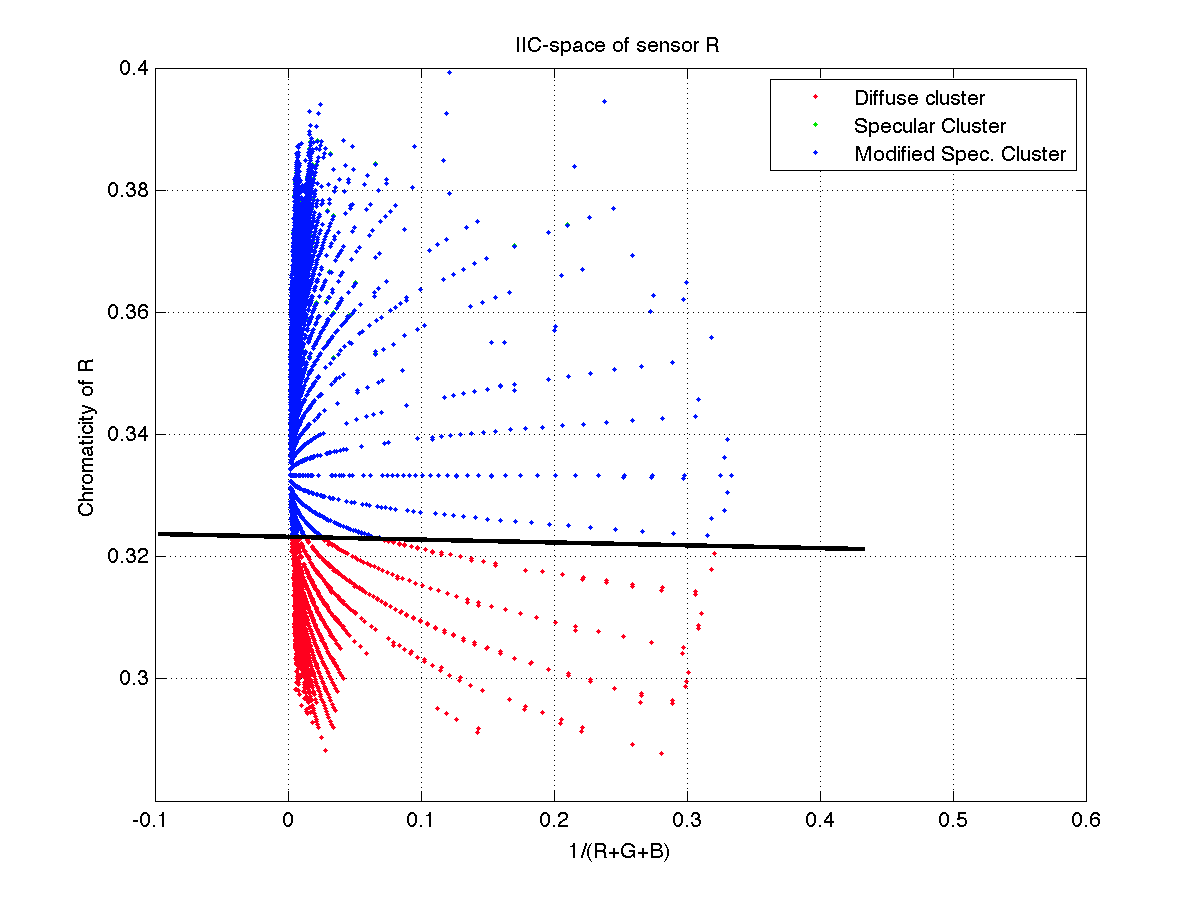 IIC-space of sensor R
Diffuse cluster
Specular Cluster
Modified Spec. Cluster
Chromaticity of R
0.4
0.38
0.36
0.34
0.32
0.3
-0.1
0
0.1
0.2
0.3
0.4
0.5
0.6
1/(R+G+B)